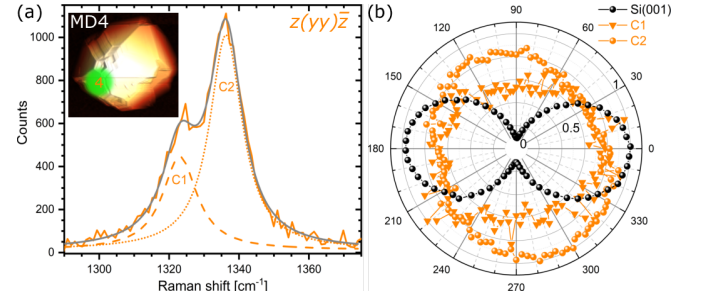 (a)
MD4
z(yy)z̄
C2
C1
Counts
1000
800
600
400
200
0
1300
1320
1340
1360
Raman shift [cm⁻¹]
(b)
Si(001)
C1
C2
90
120
60
150
30
1
0.5
0
180
0
210
330
240
300
270